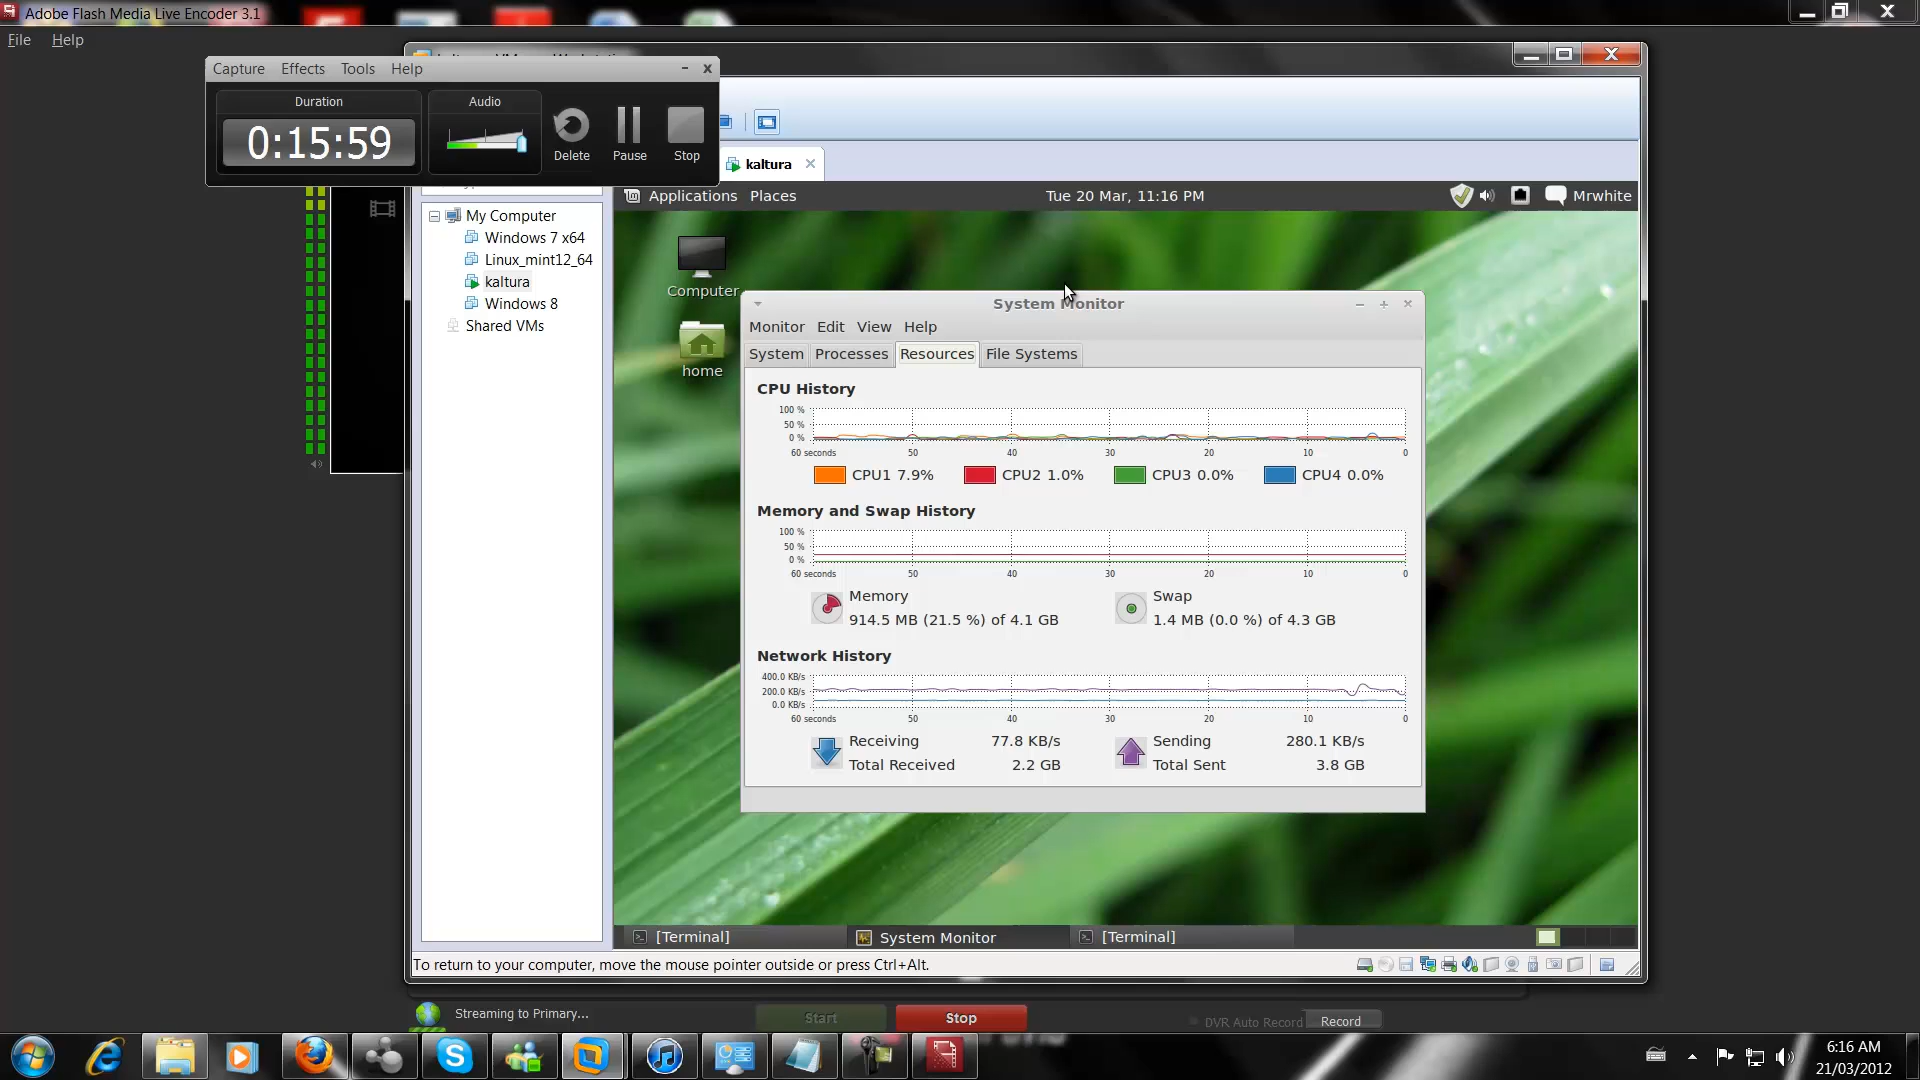 Adobe Flash Media Live Encoder 3.1
File Help
Capture Effects Tools Help
Duration
0:15:59
Audio
Delete
Pause
Stop
kaltura
My Computer
Windows 7 x64
Linux_mint12_64
kaltura
Windows 8
Shared VMs
Applications Places
Tue 20 Mar, 11:16 PM
Mrwhite
Computer
home
System Monitor
Monitor Edit View Help
System Processes Resources File Systems
CPU History
100 %
50 %
0 %
60 seconds 50 40 30 20 10 0
CPU1 7.9% CPU2 1.0% CPU3 0.0% CPU4 0.0%
Memory and Swap History
100 %
50 %
0 %
60 seconds 50 40 30 20 10 0
Memory
914.5 MB (21.5 %) of 4.1 GB
Swap
1.4 MB (0.0 %) of 4.3 GB
Network History
400.0 KB/s
200.0 KB/s
0.0 KB/s
60 seconds 50 40 30 20 10 0
Receiving 77.8 KB/s
Total Received 2.2 GB
Sending 280.1 KB/s
Total Sent 3.8 GB
[Terminal] System Monitor [Terminal]
To return to your computer, move the mouse pointer outside or press Ctrl+Alt.
Streaming to Primary...
Start
Stop
DVR Auto Record
Record
6:16 AM
21/03/2012